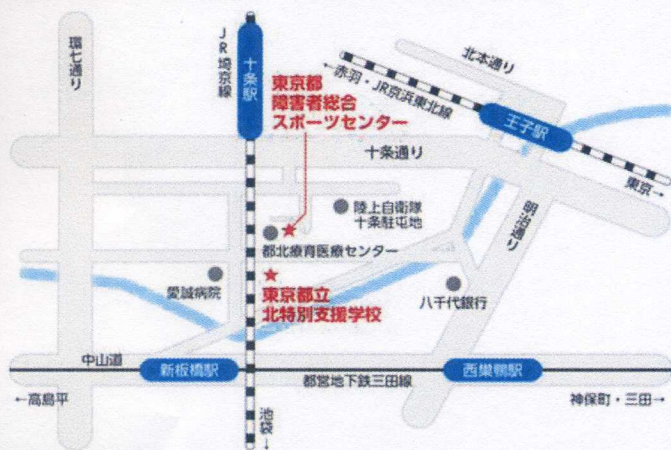 環七通り
JR埼京線
十条駅
東京都
障害者総合
スポーツセンター
北本通り
←赤羽・JR京浜東北線
王子駅
東京→
十条通り
明治通り
陸上自衛隊
十条駐屯地
都北療育医療センター
愛誠病院
東京都立
北特別支援学校
八千代銀行
中山道
新板橋駅
都営地下鉄三田線
西巣鴨駅
←高島平
池袋→
神保町・三田→